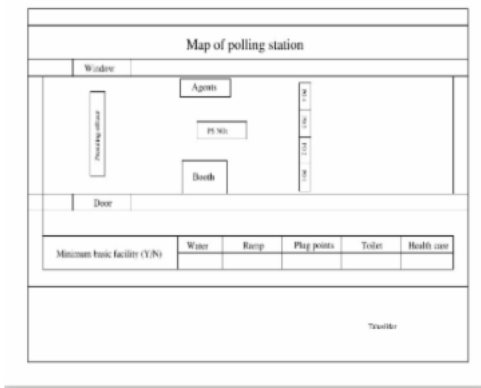 Map of polling station
Window
Agents
Presiding officer
PS NO:
Booth
Door
Minimum basic facility (Y/N)
Water
Ramp
Plug points
Toilet
Health care